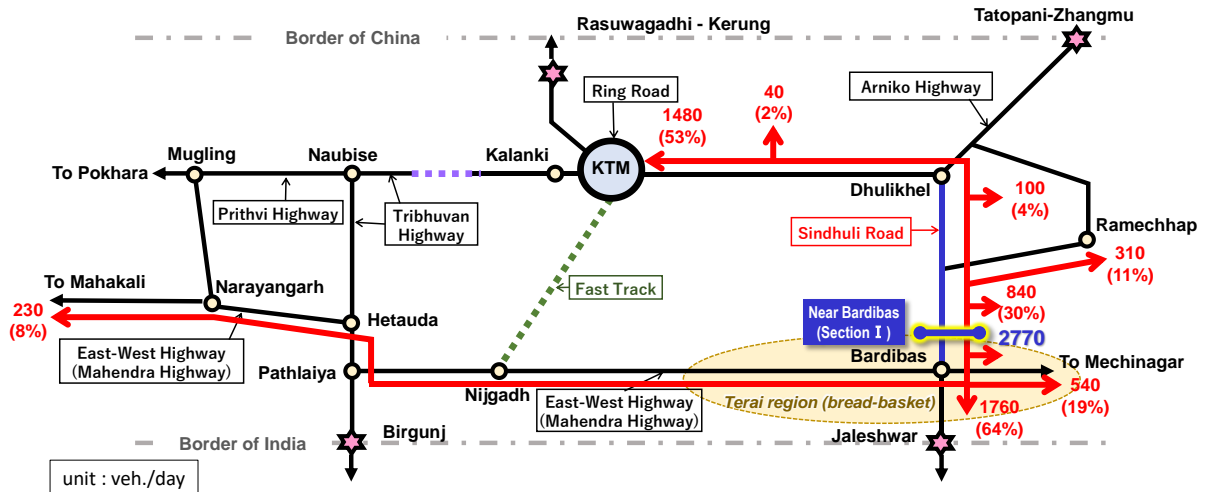 Rasuwagadhi - Kerung
Tatopani-Zhangmu
Border of China
Ring Road
40
(2%)
Arniko Highway
1480
(53%)
Mugling
Naubise
Kalanki
KTM
To Pokhara
Dhulikhel
100
(4%)
Prithvi Highway
Tribhuvan
Highway
Sindhuli Road
Ramechhap
310
(11%)
To Mahakali
Narayangarh
Fast Track
230
(8%)
Hetauda
840
(30%)
Near Bardibas
(Section Ⅰ)
2770
East-West Highway
(Mahendra Highway)
Bardibas
To Mechinagar
Pathlaiya
Nijgadh
540
(19%)
East-West Highway
(Mahendra Highway)
Terai region (bread-basket)
1760
(64%)
Birgunj
Jaleshwar
Border of India
unit : veh./day